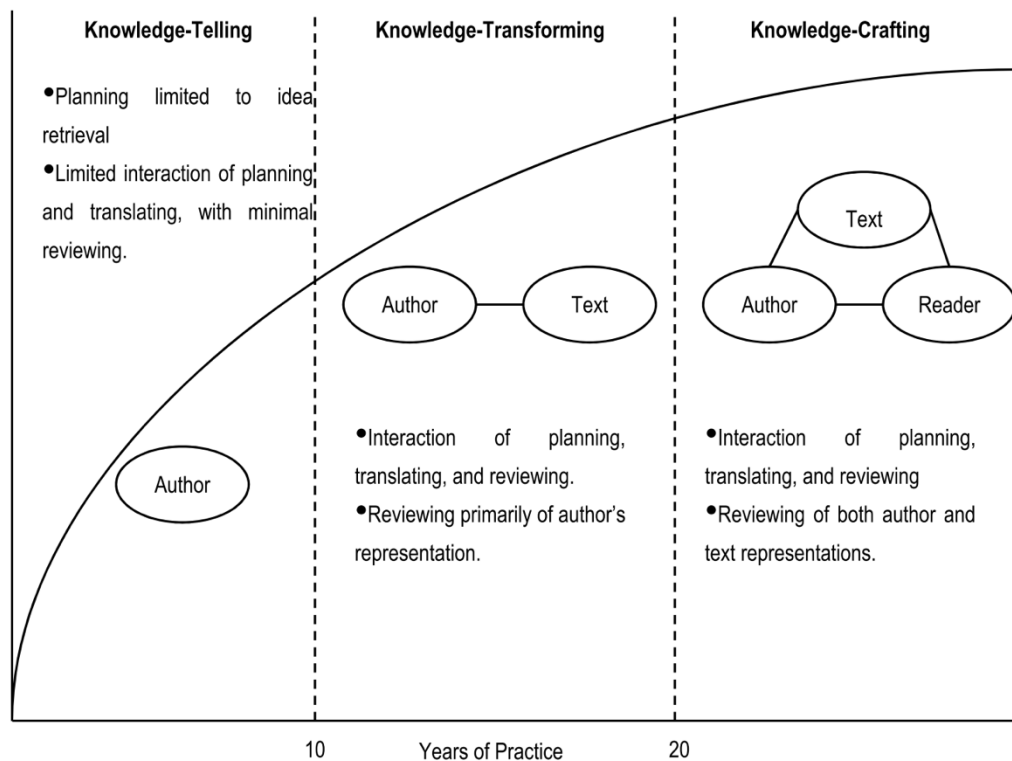 Knowledge-Telling
•Planning limited to idea
retrieval
•Limited interaction of planning
and translating, with minimal
reviewing.
Author
Knowledge-Transforming
Author
Text
•Interaction of planning,
translating, and reviewing.
•Reviewing primarily of author’s
representation.
Knowledge-Crafting
Text
Author
Reader
•Interaction of planning,
translating, and reviewing
•Reviewing of both author and
text representations.
10
Years of Practice
20